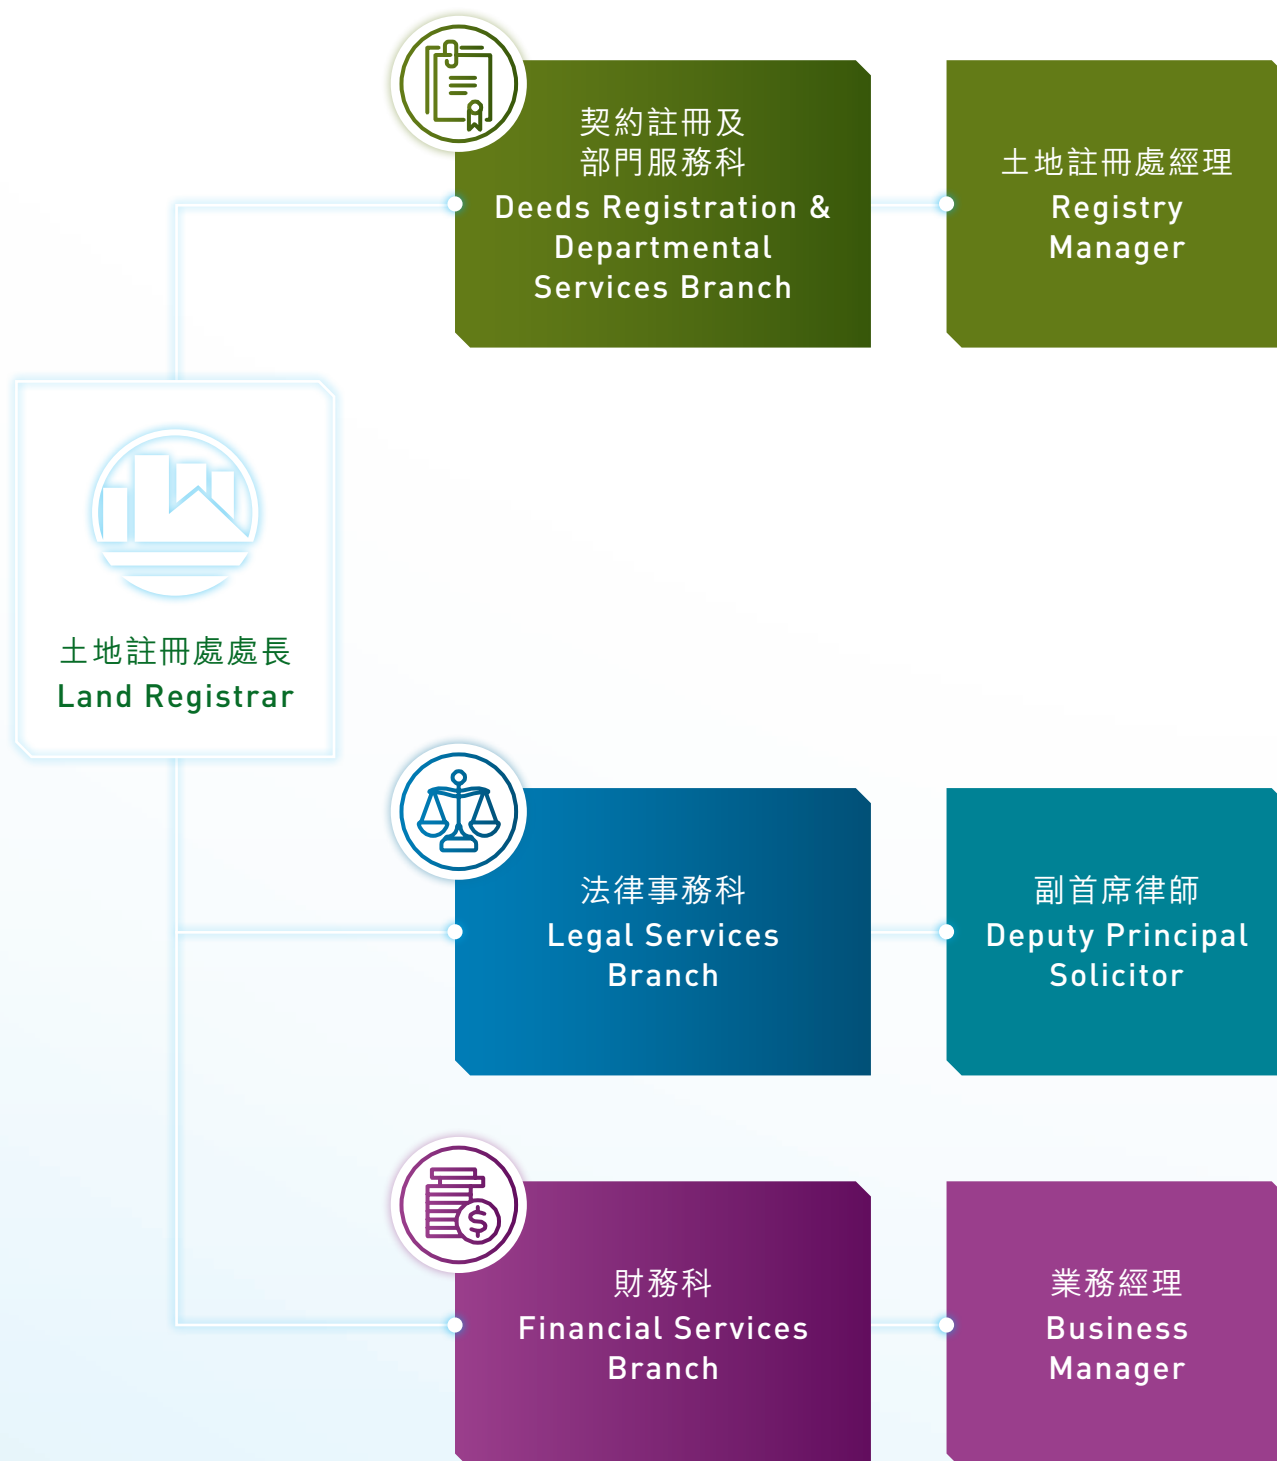 契約註冊及
部門服務科
Deeds Registration &
Departmental
Services Branch
土地註冊處經理
Registry
Manager
土地註冊處處長
Land Registrar
法律事務科
Legal Services
Branch
副首席律師
Deputy Principal
Solicitor
財務科
Financial Services
Branch
業務經理
Business
Manager